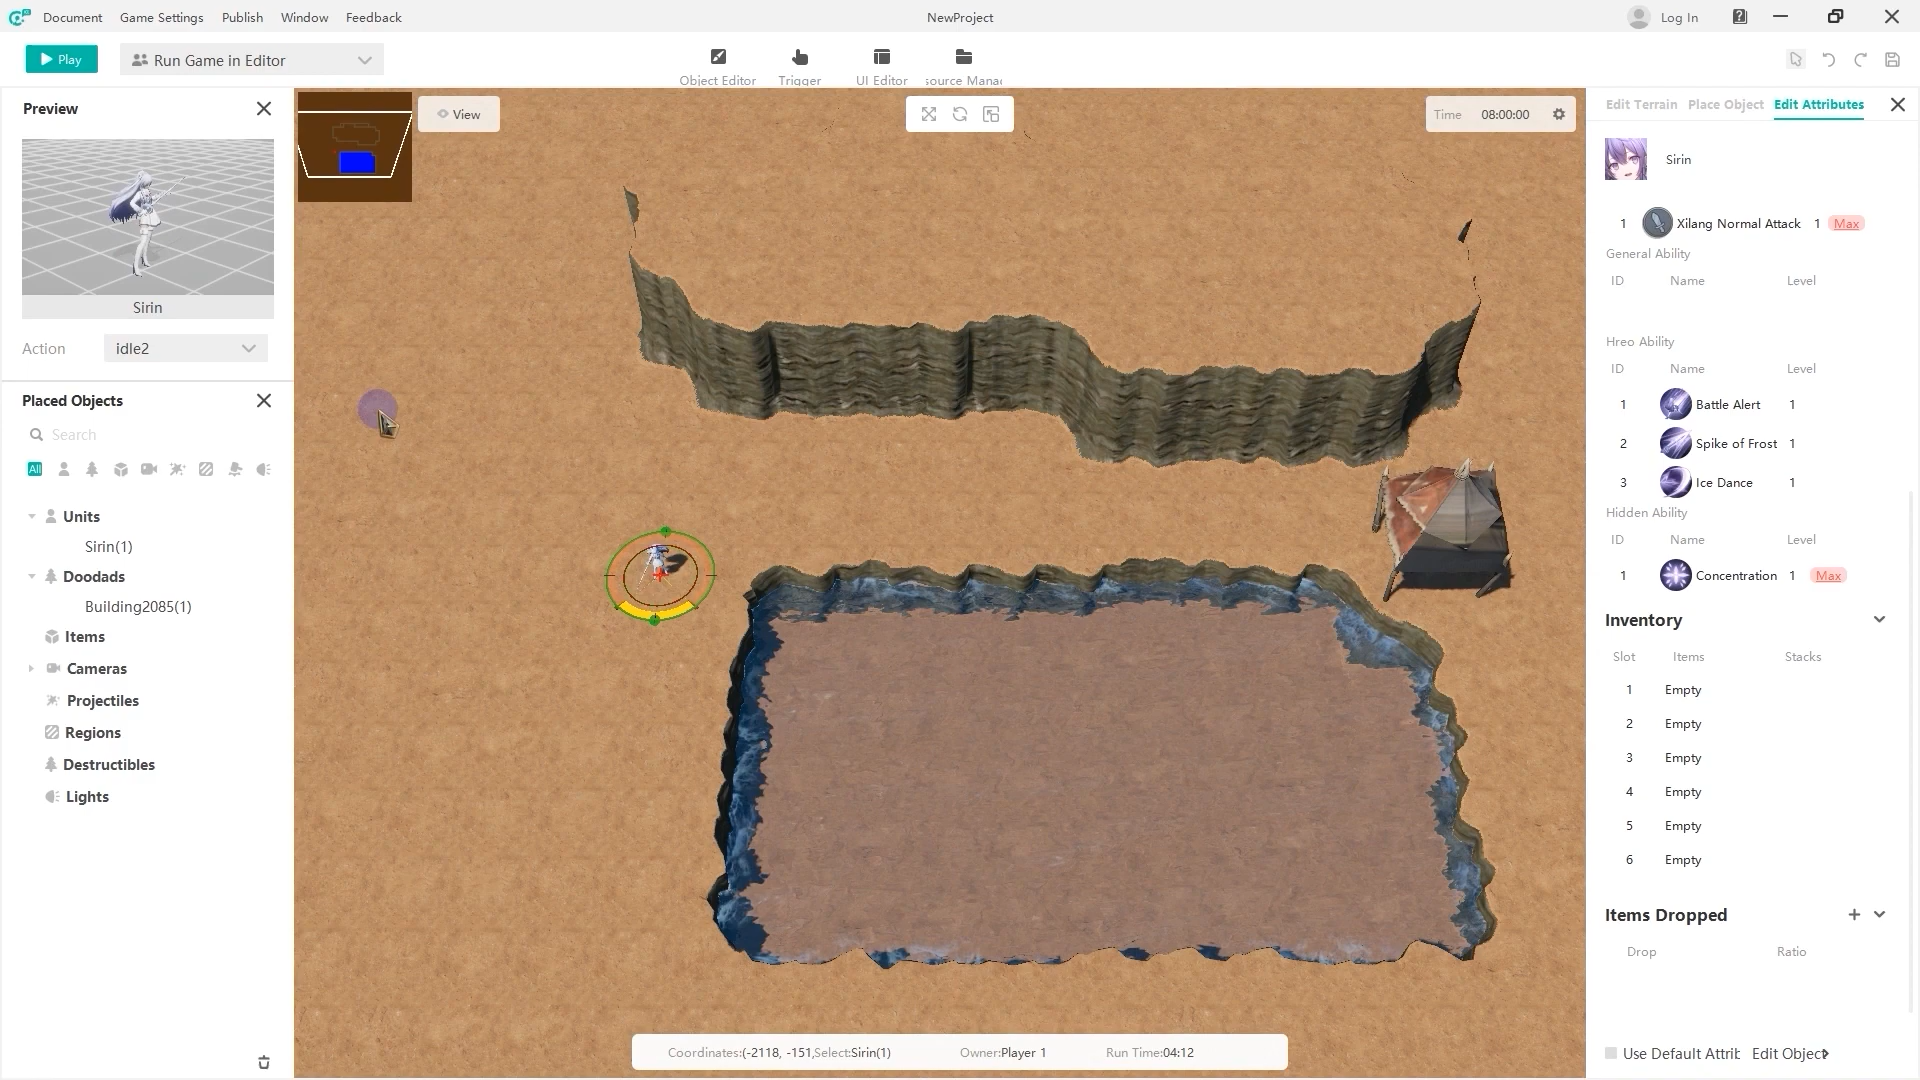 Document Game Settings Publish Window Feedback
NewProject
Log In
Play
Run Game in Editor
Object Editor
Trigger
UI Editor
source Mana
Preview
Sirin
Action idle2
Placed Objects
Search
All
Units
Sirin(1)
Doodads
Building2085(1)
Items
Cameras
Projectiles
Regions
Destructibles
Lights
View
Time 08:00:00
Coordinates:(-2118, -151,Select:Sirin(1) Owner:Player 1 Run Time:04:12
Edit Terrain Place Object Edit Attributes
Sirin
1 Xilang Normal Attack 1 Max
General Ability
ID Name Level
Hreo Ability
ID Name Level
1 Battle Alert 1
2 Spike of Frost 1
3 Ice Dance 1
Hidden Ability
ID Name Level
1 Concentration 1 Max
Inventory
Slot Items Stacks
1 Empty
2 Empty
3 Empty
4 Empty
5 Empty
6 Empty
Items Dropped
Drop Ratio
Use Default Attrib Edit Object